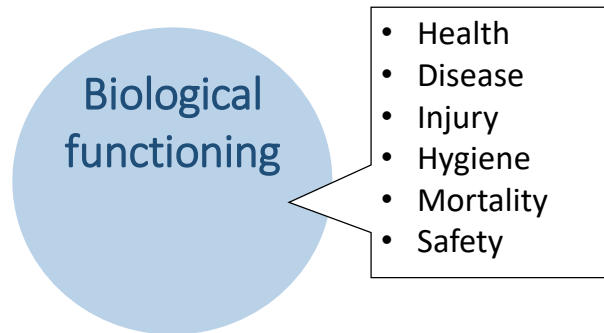 Biological
functioning
• Health
• Disease
• Injury
• Hygiene
• Mortality
• Safety